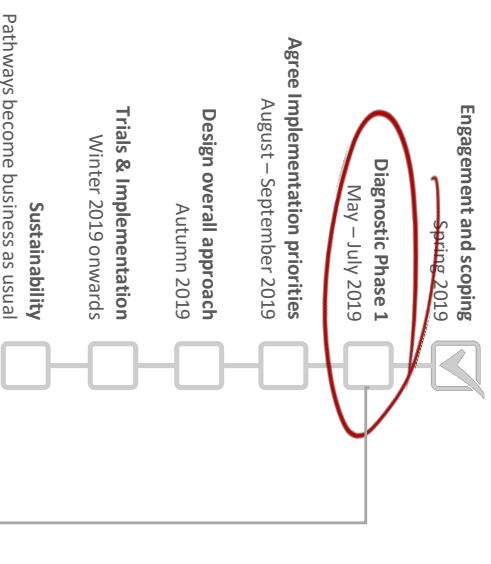 Engagement and scoping
Spring 2019
Diagnostic Phase 1
May – July 2019
Agree Implementation priorities
August – September 2019
Design overall approach
Autumn 2019
Trials & Implementation
Winter 2019 onwards
Sustainability
Pathways become business as usual